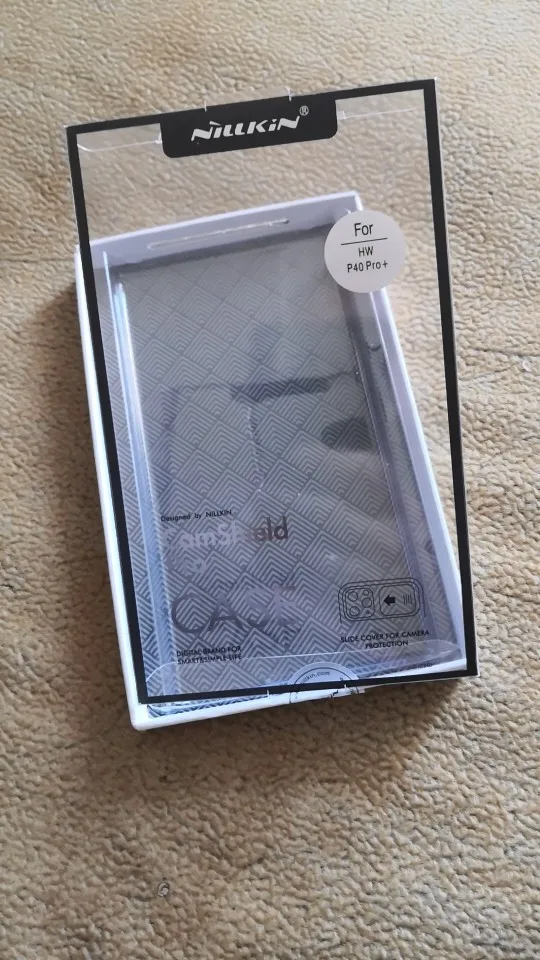 NILLKIN®
For
HW
P40 Pro+
Designed by NILLKIN
CamShield
CASE
DIGITAL BRAND FOR
SMART&SIMPLE LIFE
SLIDE COVER FOR CAMERA
PROTECTION